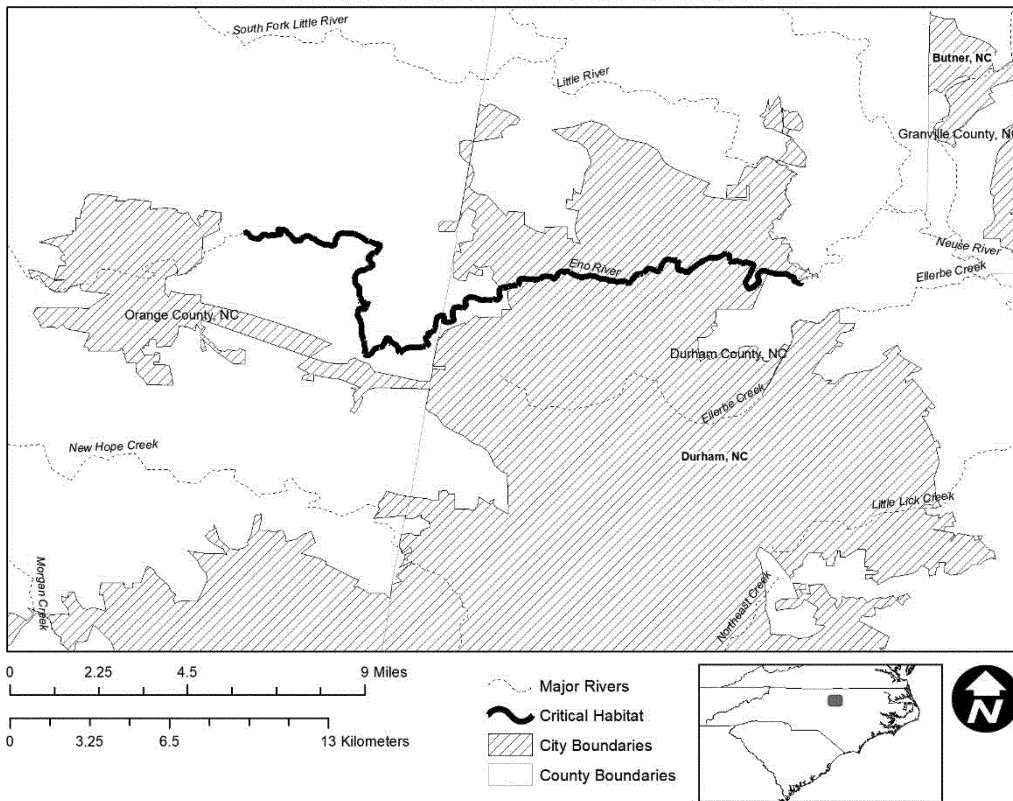 South Fork Little River
Butner, NC
Little River
Granville County, NC
Neuse River
Eno River
Ellerbe Creek
Orange County, NC
Durham County, NC
Ellerbe Creek
New Hope Creek
Durham, NC
Little Lick Creek
Morgan Creek
Northeast Creek
0 2.25 4.5 9 Miles
0 3.25 6.5 13 Kilometers
Major Rivers
Critical Habitat
City Boundaries
County Boundaries
N